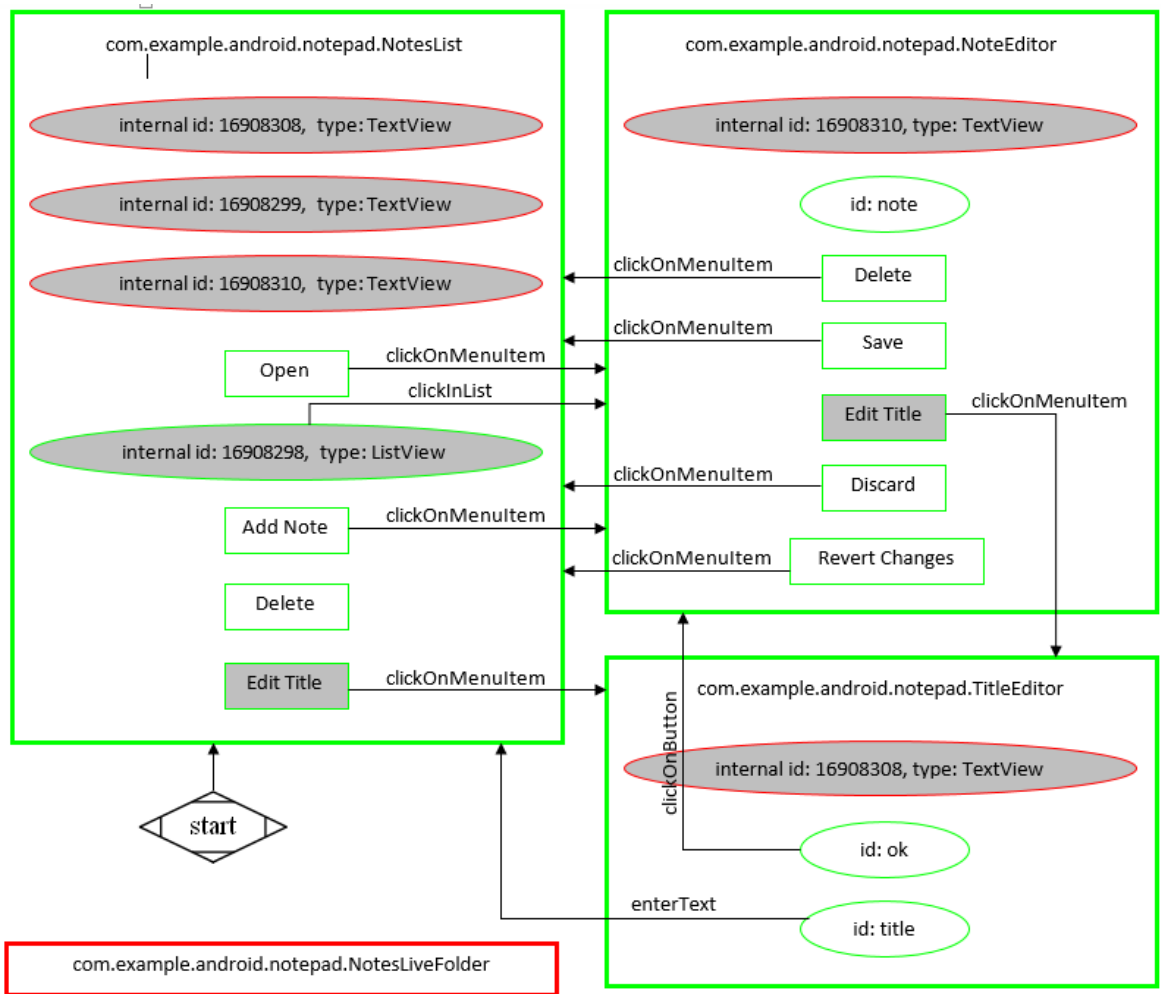 com.example.android.notepad.NotesList
internal id: 16908308, type: TextView
internal id: 16908299, type: TextView
internal id: 16908310, type: TextView
Open
clickOnMenuItem
clickInList
internal id: 16908298, type: ListView
Add Note
clickOnMenuItem
Delete
Edit Title
clickOnMenuItem
start
com.example.android.notepad.NotesLiveFolder
com.example.android.notepad.NoteEditor
internal id: 16908310, type: TextView
id: note
clickOnMenuItem
Delete
clickOnMenuItem
Save
Edit Title
clickOnMenuItem
clickOnMenuItem
Discard
clickOnMenuItem
Revert Changes
com.example.android.notepad.TitleEditor
clickOnButton
internal id: 16908308, type: TextView
id: ok
enterText
id: title